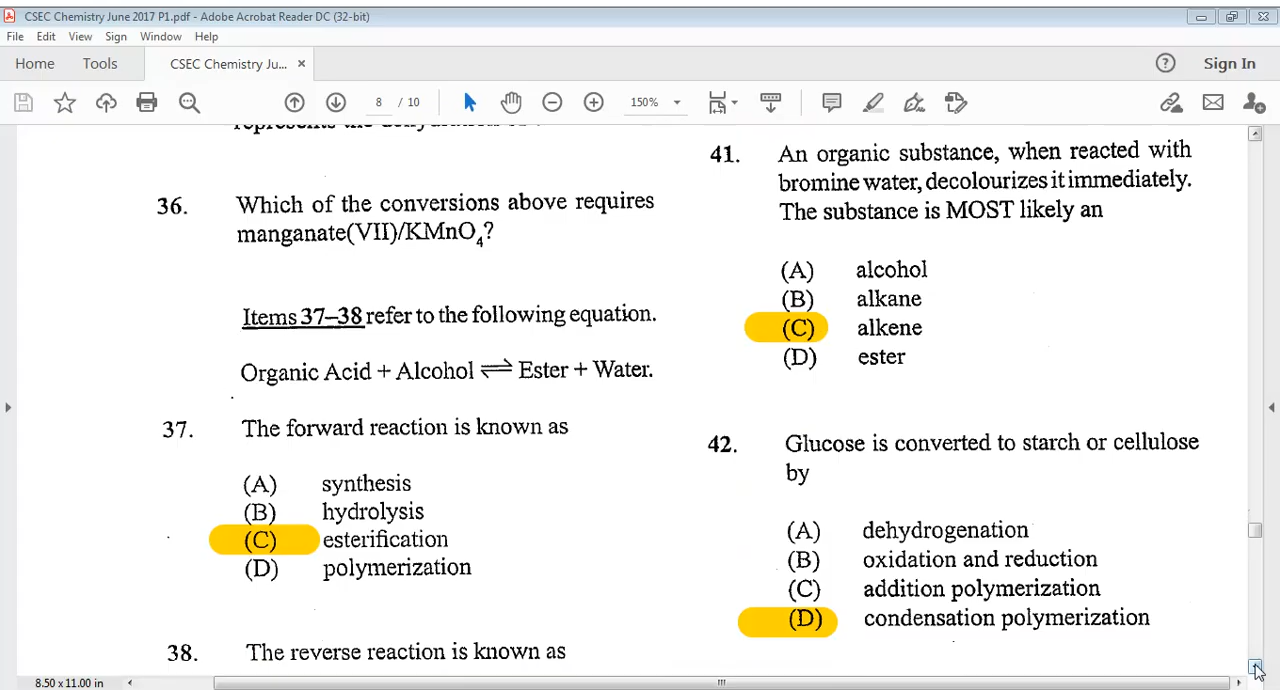 CSEC Chemistry June 2017 P1.pdf - Adobe Acrobat Reader DC (32-bit)
File Edit View Sign Window Help
Home Tools CSEC Chemistry Ju... × Sign In
8 / 10 150%
represents the dehydration of
36. Which of the conversions above requires
manganate(VII)/KMnO4?
Items 37–38 refer to the following equation.
Organic Acid + Alcohol ⇌ Ester + Water.
37. The forward reaction is known as
(A) synthesis
(B) hydrolysis
(C) esterification
(D) polymerization
38. The reverse reaction is known as
41. An organic substance, when reacted with
bromine water, decolourizes it immediately.
The substance is MOST likely an
(A) alcohol
(B) alkane
(C) alkene
(D) ester
42. Glucose is converted to starch or cellulose
by
(A) dehydrogenation
(B) oxidation and reduction
(C) addition polymerization
(D) condensation polymerization
8.50 x 11.00 in